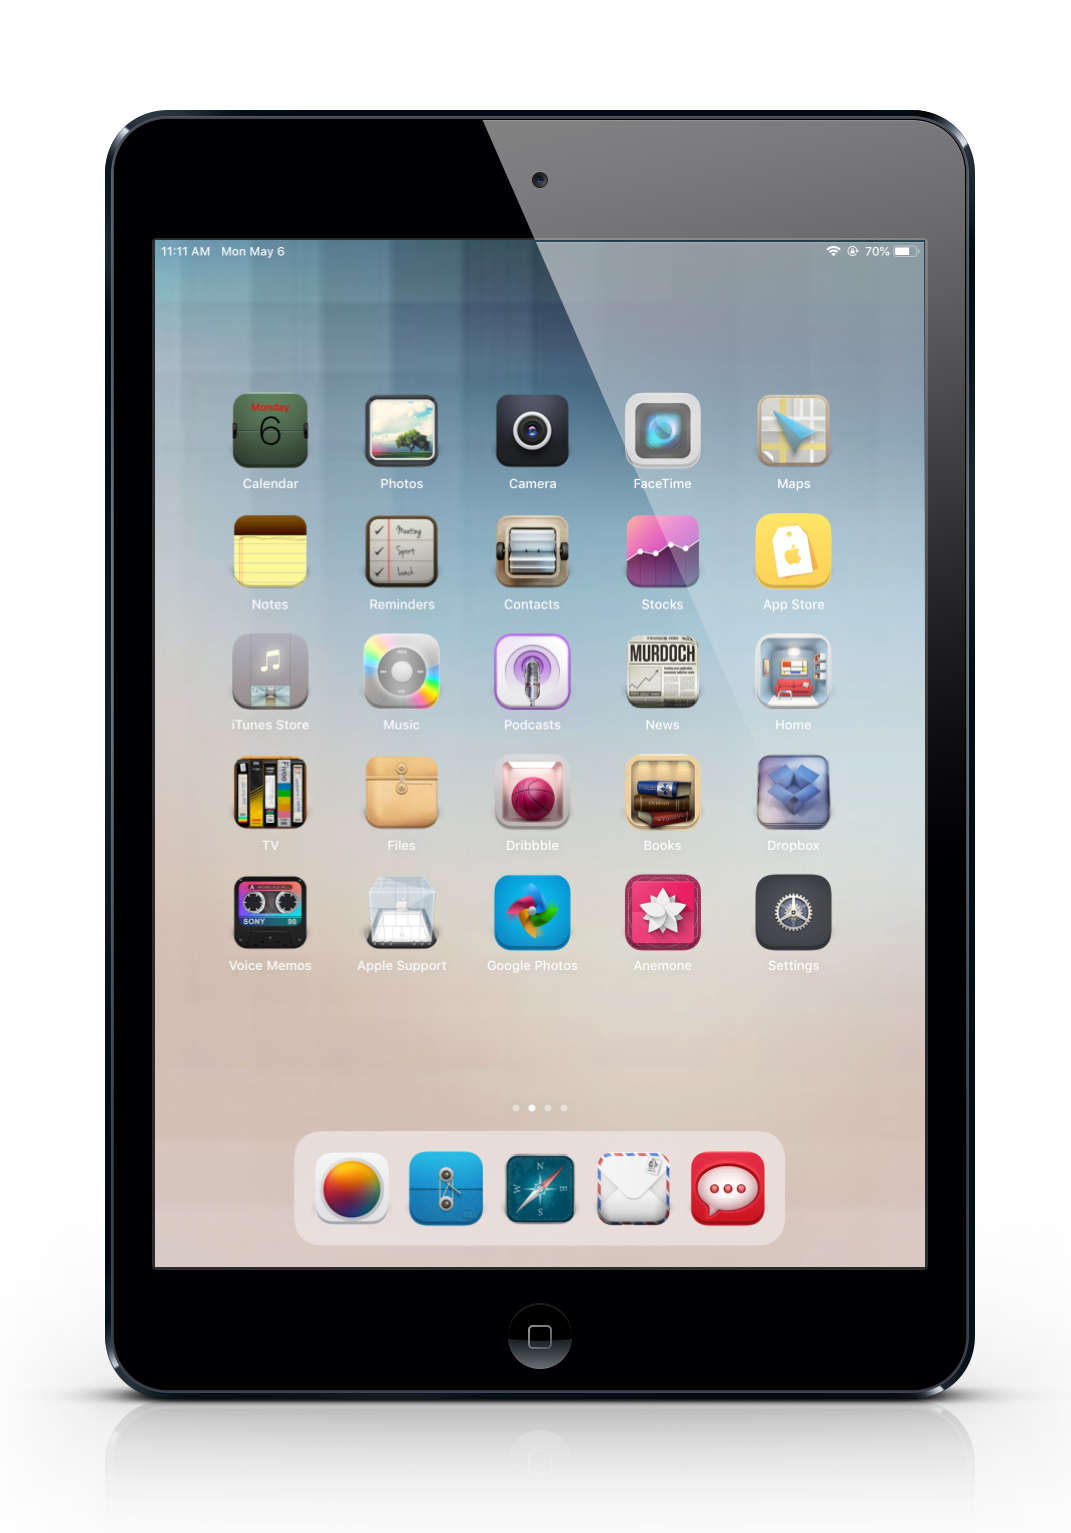 11:11 AM Mon May 6
70%
Monday
6
Calendar
Photos
Camera
FaceTime
Maps
Meeting
Sport
Lunch
Notes
Reminders
Contacts
Stocks
App Store
MENU
MURDOCH
iTunes Store
Music
Podcasts
News
Home
TV
Files
Dribbble
Books
Dropbox
A
SONY 90
Voice Memos
Apple Support
Google Photos
Anemone
Settings
N
W E
S